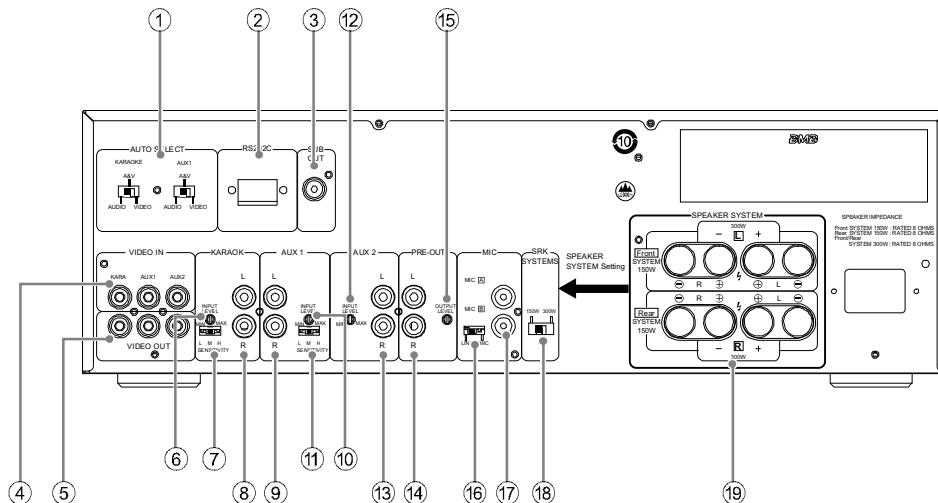 1 2 3 12 15
10
BMB
AUTO SELECT
KARAOKE AUX1
A&V A&V
AUDIO VIDEO AUDIO VIDEO
RS232C
SUB
OUT
SPEAKER SYSTEM
300W
− L +
Front
SYSTEM
150W
R L
Rear
SYSTEM
150W
− R +
300W
SPEAKER IMPEDANCE
Front SYSTEM 150W : RATED 8 OHMS
Rear SYSTEM 150W : RATED 8 OHMS
Front/Rear
SYSTEM 300W : RATED 8 OHMS
VIDEO IN
KARA AUX1 AUX2
VIDEO OUT
KARAOK
L
INPUT
LEVEL
MIN MAX
L M H
SENSITIVITY
R
AUX 1
L
INPUT
LEVEL
MIN MAX
L M H
SENSITIVITY
R
AUX 2
L
INPUT
LEVEL
MAX
R
PRE-OUT
L
OUTPUT
LEVEL
R
MIC
MIC A
MIC B
LIN MIC
SRK
SYSTEMS
150W 300W
SPEAKER
SYSTEM Setting
4 5 6 7 8 9 11 10 13 14 16 17 18 19